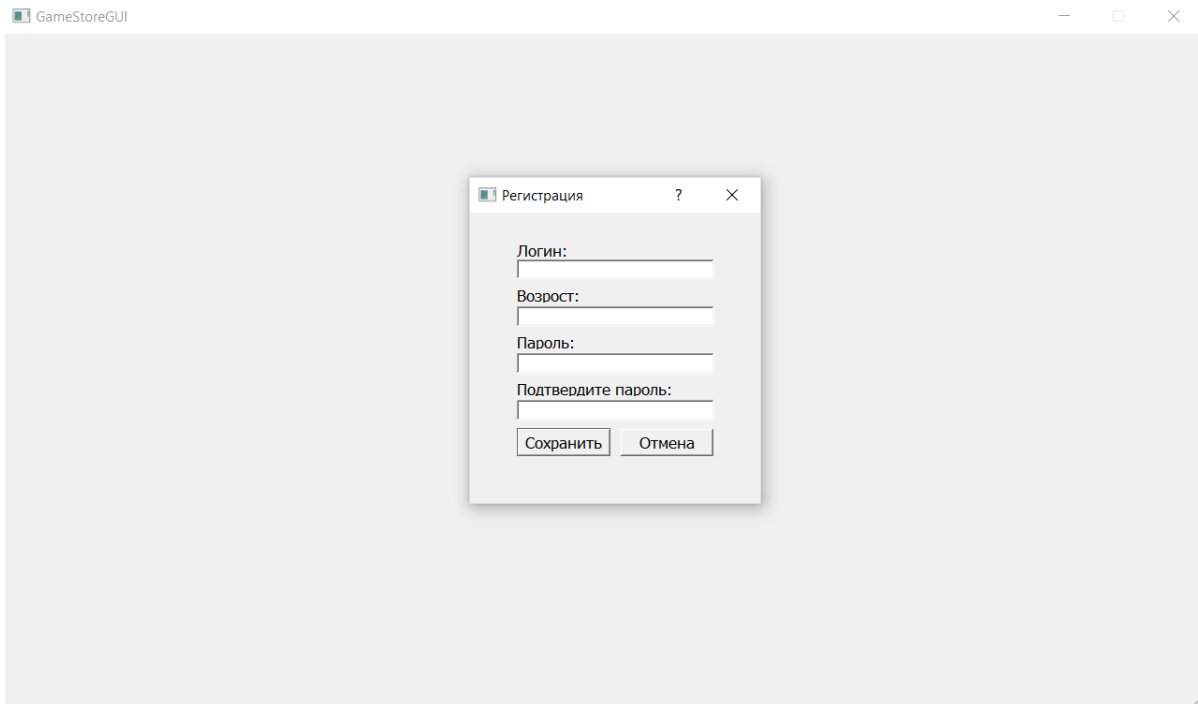 GameStoreGUI
Регистрация ?
Логин:
Возрост:
Пароль:
Подтвердите пароль:
Сохранить Отмена